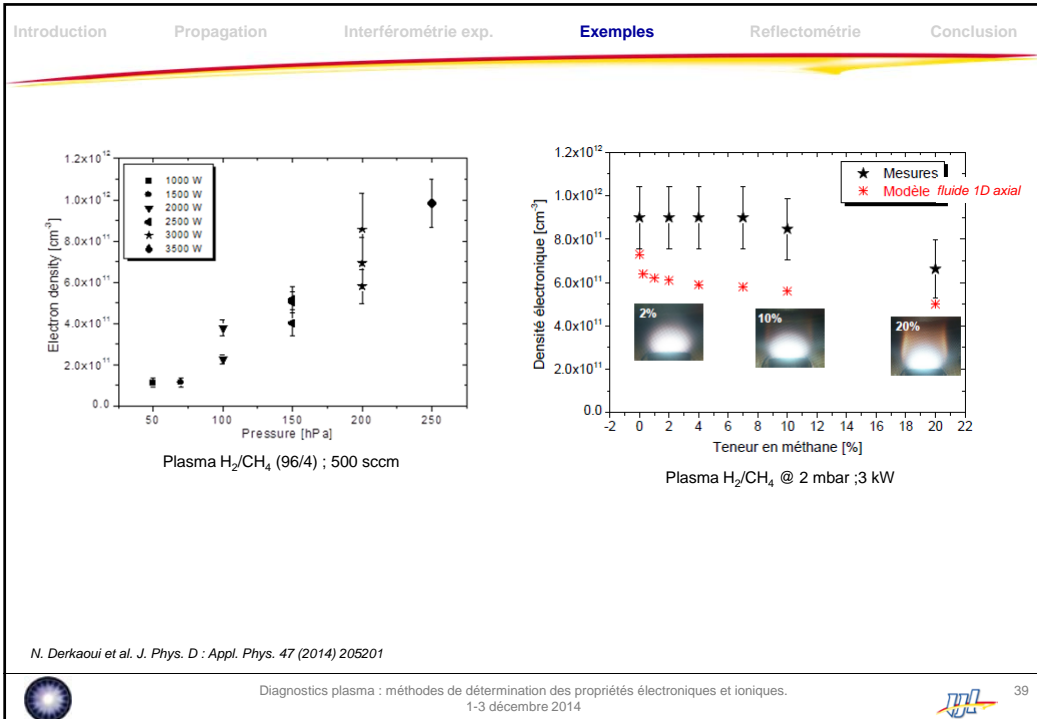 Introduction Propagation Interférométrie exp. Exemples Reflectométrie Conclusion
1.2x10¹²
1.0x10¹²
8.0x10¹¹
6.0x10¹¹
4.0x10¹¹
2.0x10¹¹
0.0
Electron density [cm⁻³]
1000 W
1500 W
2000 W
2500 W
3000 W
3500 W
50 100 150 200 250
Pressure [hPa]
Plasma H₂/CH₄ (96/4) ; 500 sccm
1.2x10¹²
1.0x10¹²
8.0x10¹¹
6.0x10¹¹
4.0x10¹¹
2.0x10¹¹
0.0
Densité électronique [cm⁻³]
Mesures
Modèle fluide 1D axial
2%
10%
20%
-2 0 2 4 6 8 10 12 14 16 18 20 22
Teneur en méthane [%]
Plasma H₂/CH₄ @ 2 mbar ;3 kW
N. Derkaoui et al. J. Phys. D : Appl. Phys. 47 (2014) 205201
Diagnostics plasma : méthodes de détermination des propriétés électroniques et ioniques.
1-3 décembre 2014
IJL
39